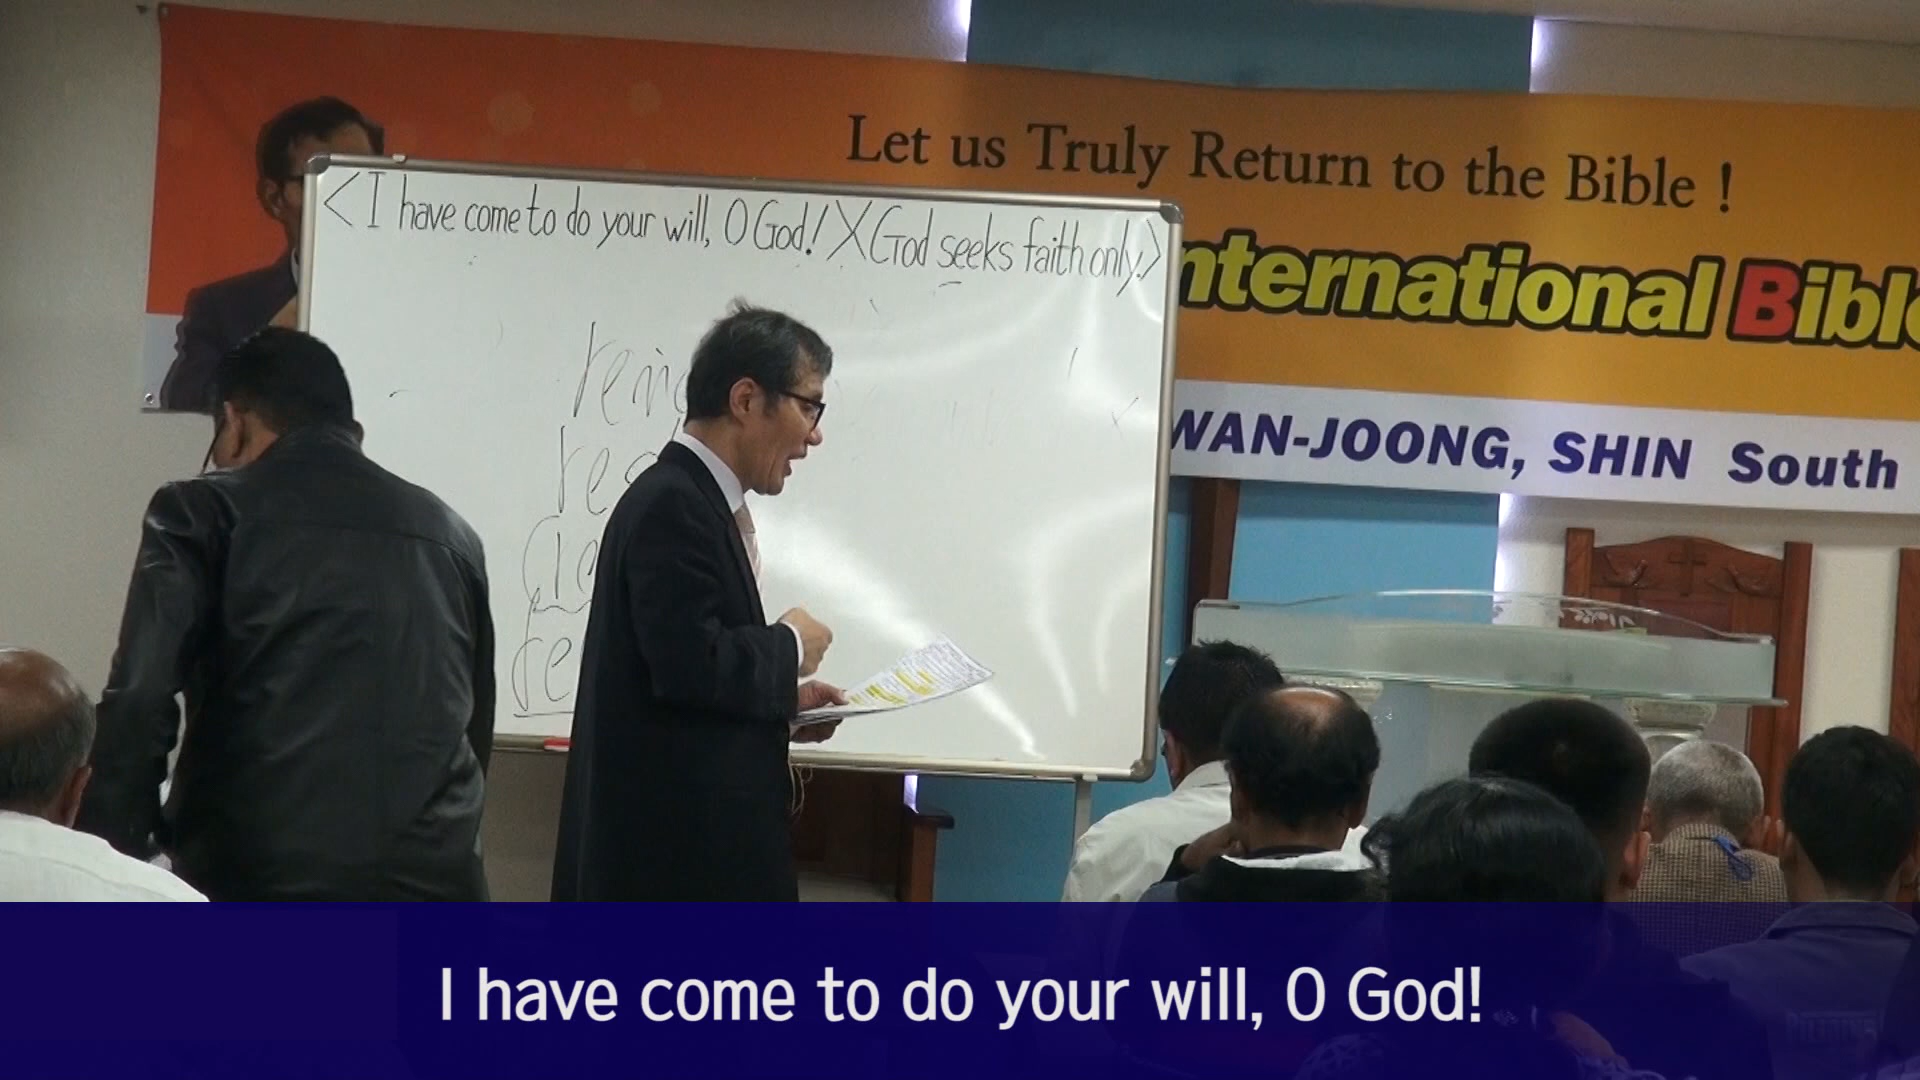 Let us Truly Return to the Bible !
<I have come to do your will, O God! X God seeks faith only.>
nternational Bible
WAN-JOONG, SHIN South
I have come to do your will, O God!